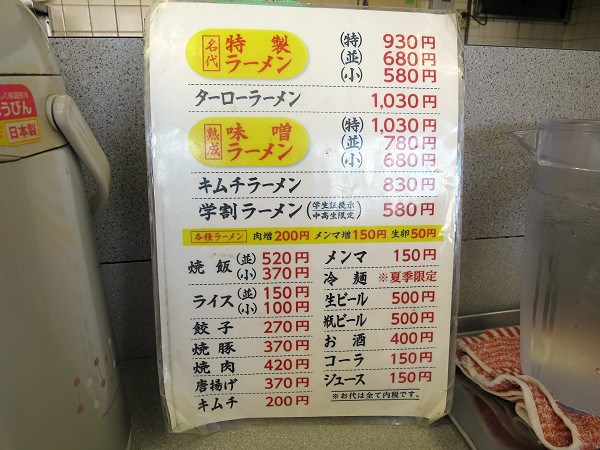 名代 特製ラーメン
(特) 930円
(並) 680円
(小) 580円
ターローラーメン 1,030円
熟成 味噌ラーメン
(特) 1,030円
(並) 780円
(小) 680円
キムチラーメン 830円
学割ラーメン (学生証提示 中高生限定) 580円
各種ラーメン 肉増200円 メンマ増150円 生卵50円
焼飯 (並) 520円
(小) 370円
ライス (並) 150円
(小) 100円
餃子 270円
焼豚 370円
焼肉 420円
唐揚げ 370円
キムチ 200円
メンマ 150円
冷麺 ※夏季限定
生ビール 500円
瓶ビール 500円
お酒 400円
コーラ 150円
ジュース 150円
※お代は全て内税です。
うびん
日本製